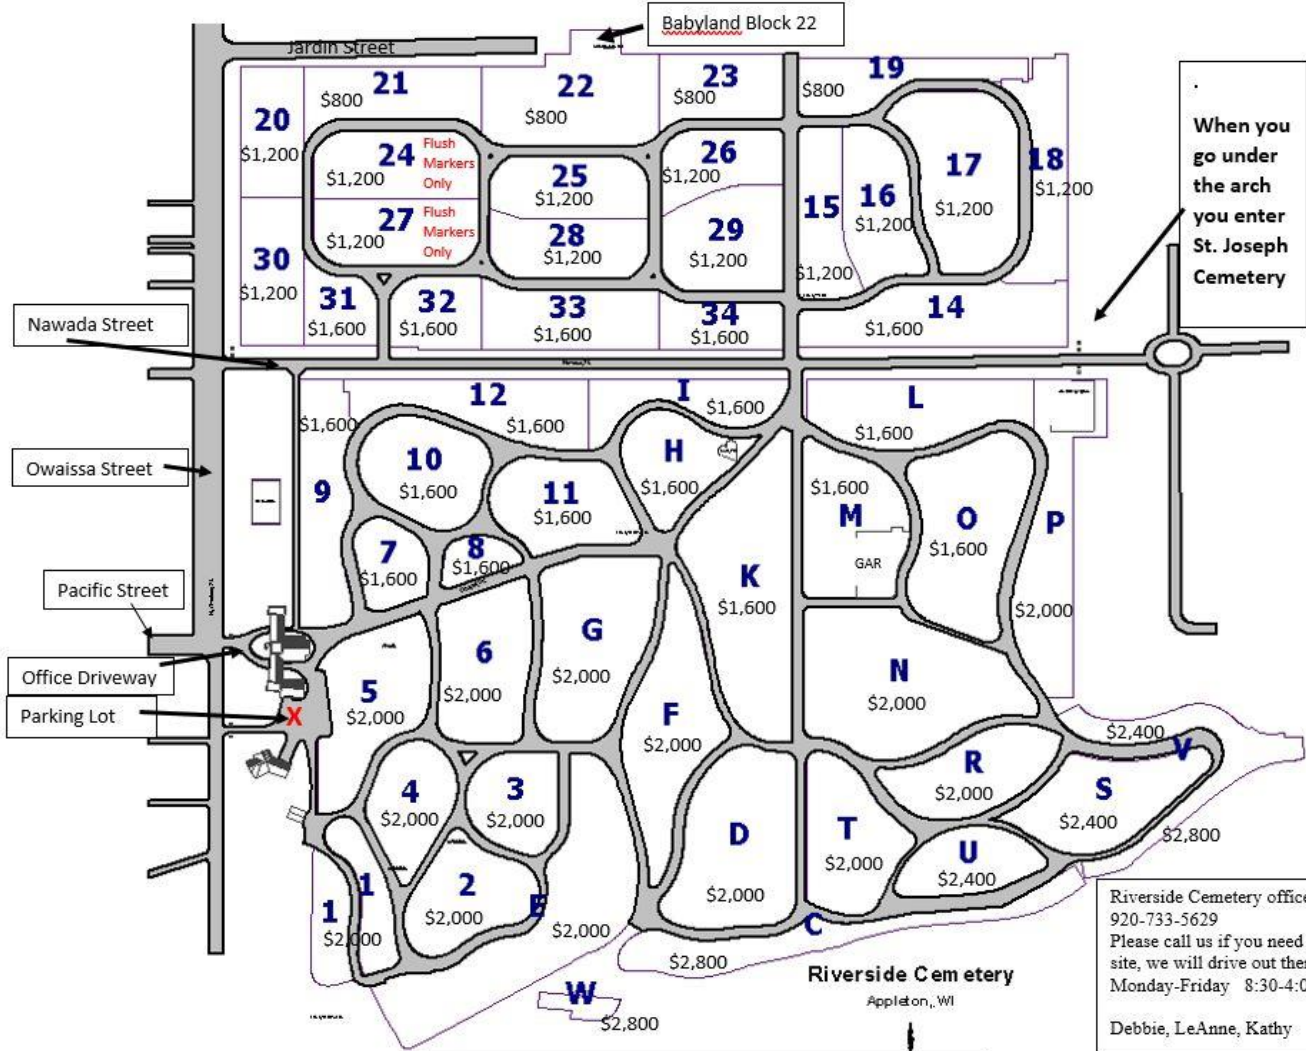 Babyland Block 22
Jardin Street
21
$800
22
$800
23
$800
19
$800
20
$1,200
24
$1,200
Flush
Markers
Only
25
$1,200
26
$1,200
15
$1,200
16
$1,200
17
$1,200
18
$1,200
27
$1,200
Flush
Markers
Only
28
$1,200
29
$1,200
30
$1,200
31
$1,600
32
$1,600
33
$1,600
34
$1,600
14
$1,600
.
When you
go under
the arch
you enter
St. Joseph
Cemetery
Nawada Street
Owaissa Street
Pacific Street
Office Driveway
Parking Lot
X
9
$1,600
12
$1,600
I
$1,600
L
$1,600
10
$1,600
11
$1,600
H
$1,600
7
$1,600
8
$1,600
K
$1,600
$1,600
M
GAR
O
$1,600
P
$2,000
5
$2,000
6
$2,000
G
$2,000
F
$2,000
N
$2,000
4
$2,000
3
$2,000
D
$2,000
T
$2,000
R
$2,000
U
$2,400
S
$2,400
$2,400
V
$2,800
1
1
$2,000
2
$2,000
E
$2,000
C
$2,800
W
$2,800
Riverside Cemetery
Appleton,, WI
Riverside Cemetery office
920-733-5629
Please call us if you need
site, we will drive out
Monday-Friday 8:30-4:0
Debbie, LeAnne, Kathy